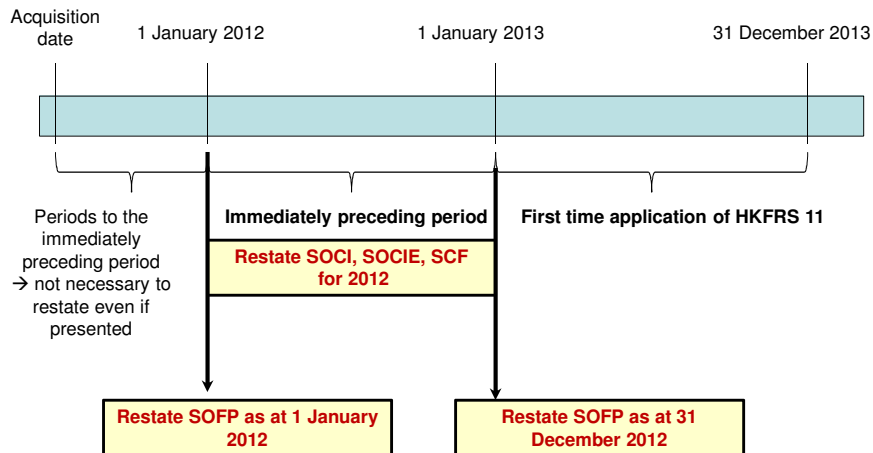 Acquisition
date
1 January 2012
1 January 2013
31 December 2013
Periods to the
immediately
preceding period
→ not necessary to
restate even if
presented
Immediately preceding period
First time application of HKFRS 11
Restate SOCI, SOCIE, SCF
for 2012
Restate SOFP as at 1 January
2012
Restate SOFP as at 31
December 2012